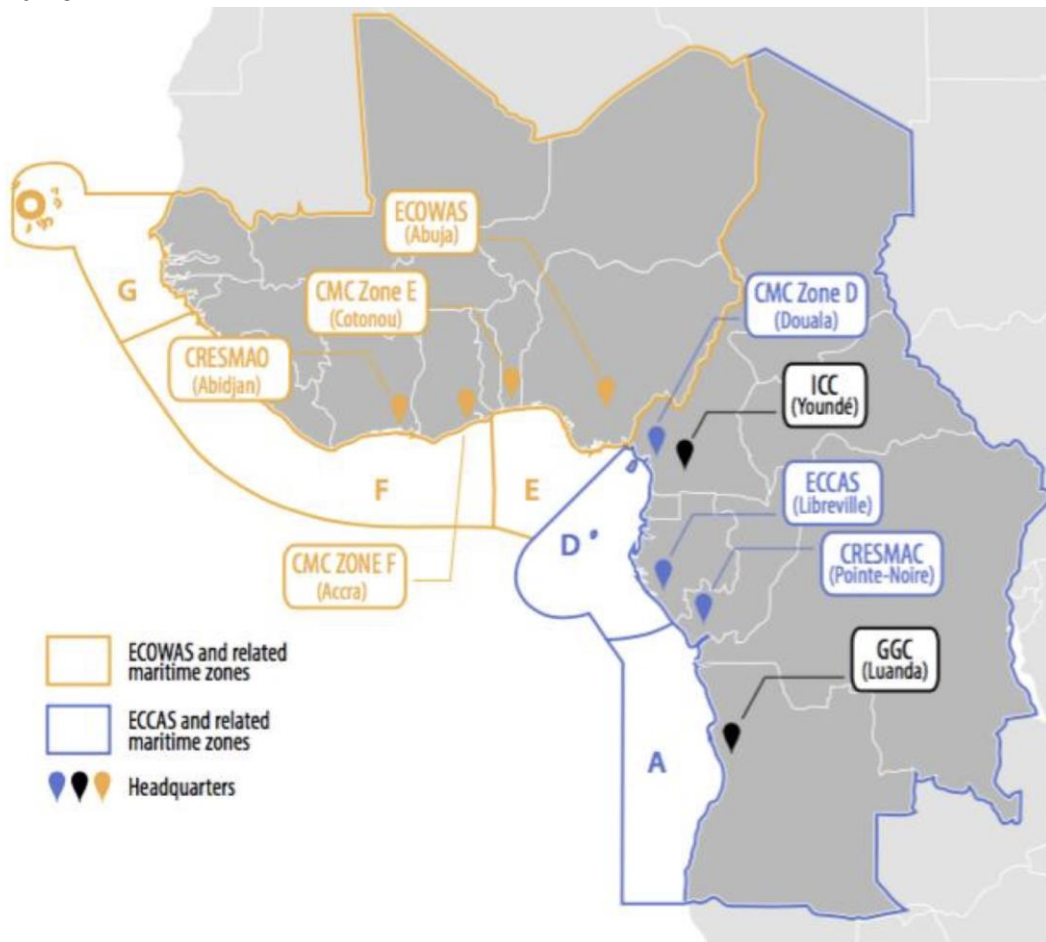 ECOWAS
(Abuja)
CMC Zone E
(Cotonou)
CMC Zone D
(Douala)
G
CRESMAO
(Abidjan)
ICC
(Youndé)
F
E
ECCAS
(Libreville)
D
CRESMAC
(Pointe-Noire)
CMC ZONE F
(Accra)
ECOWAS and related
maritime zones
GGC
(Luanda)
ECCAS and related
maritime zones
A
Headquarters